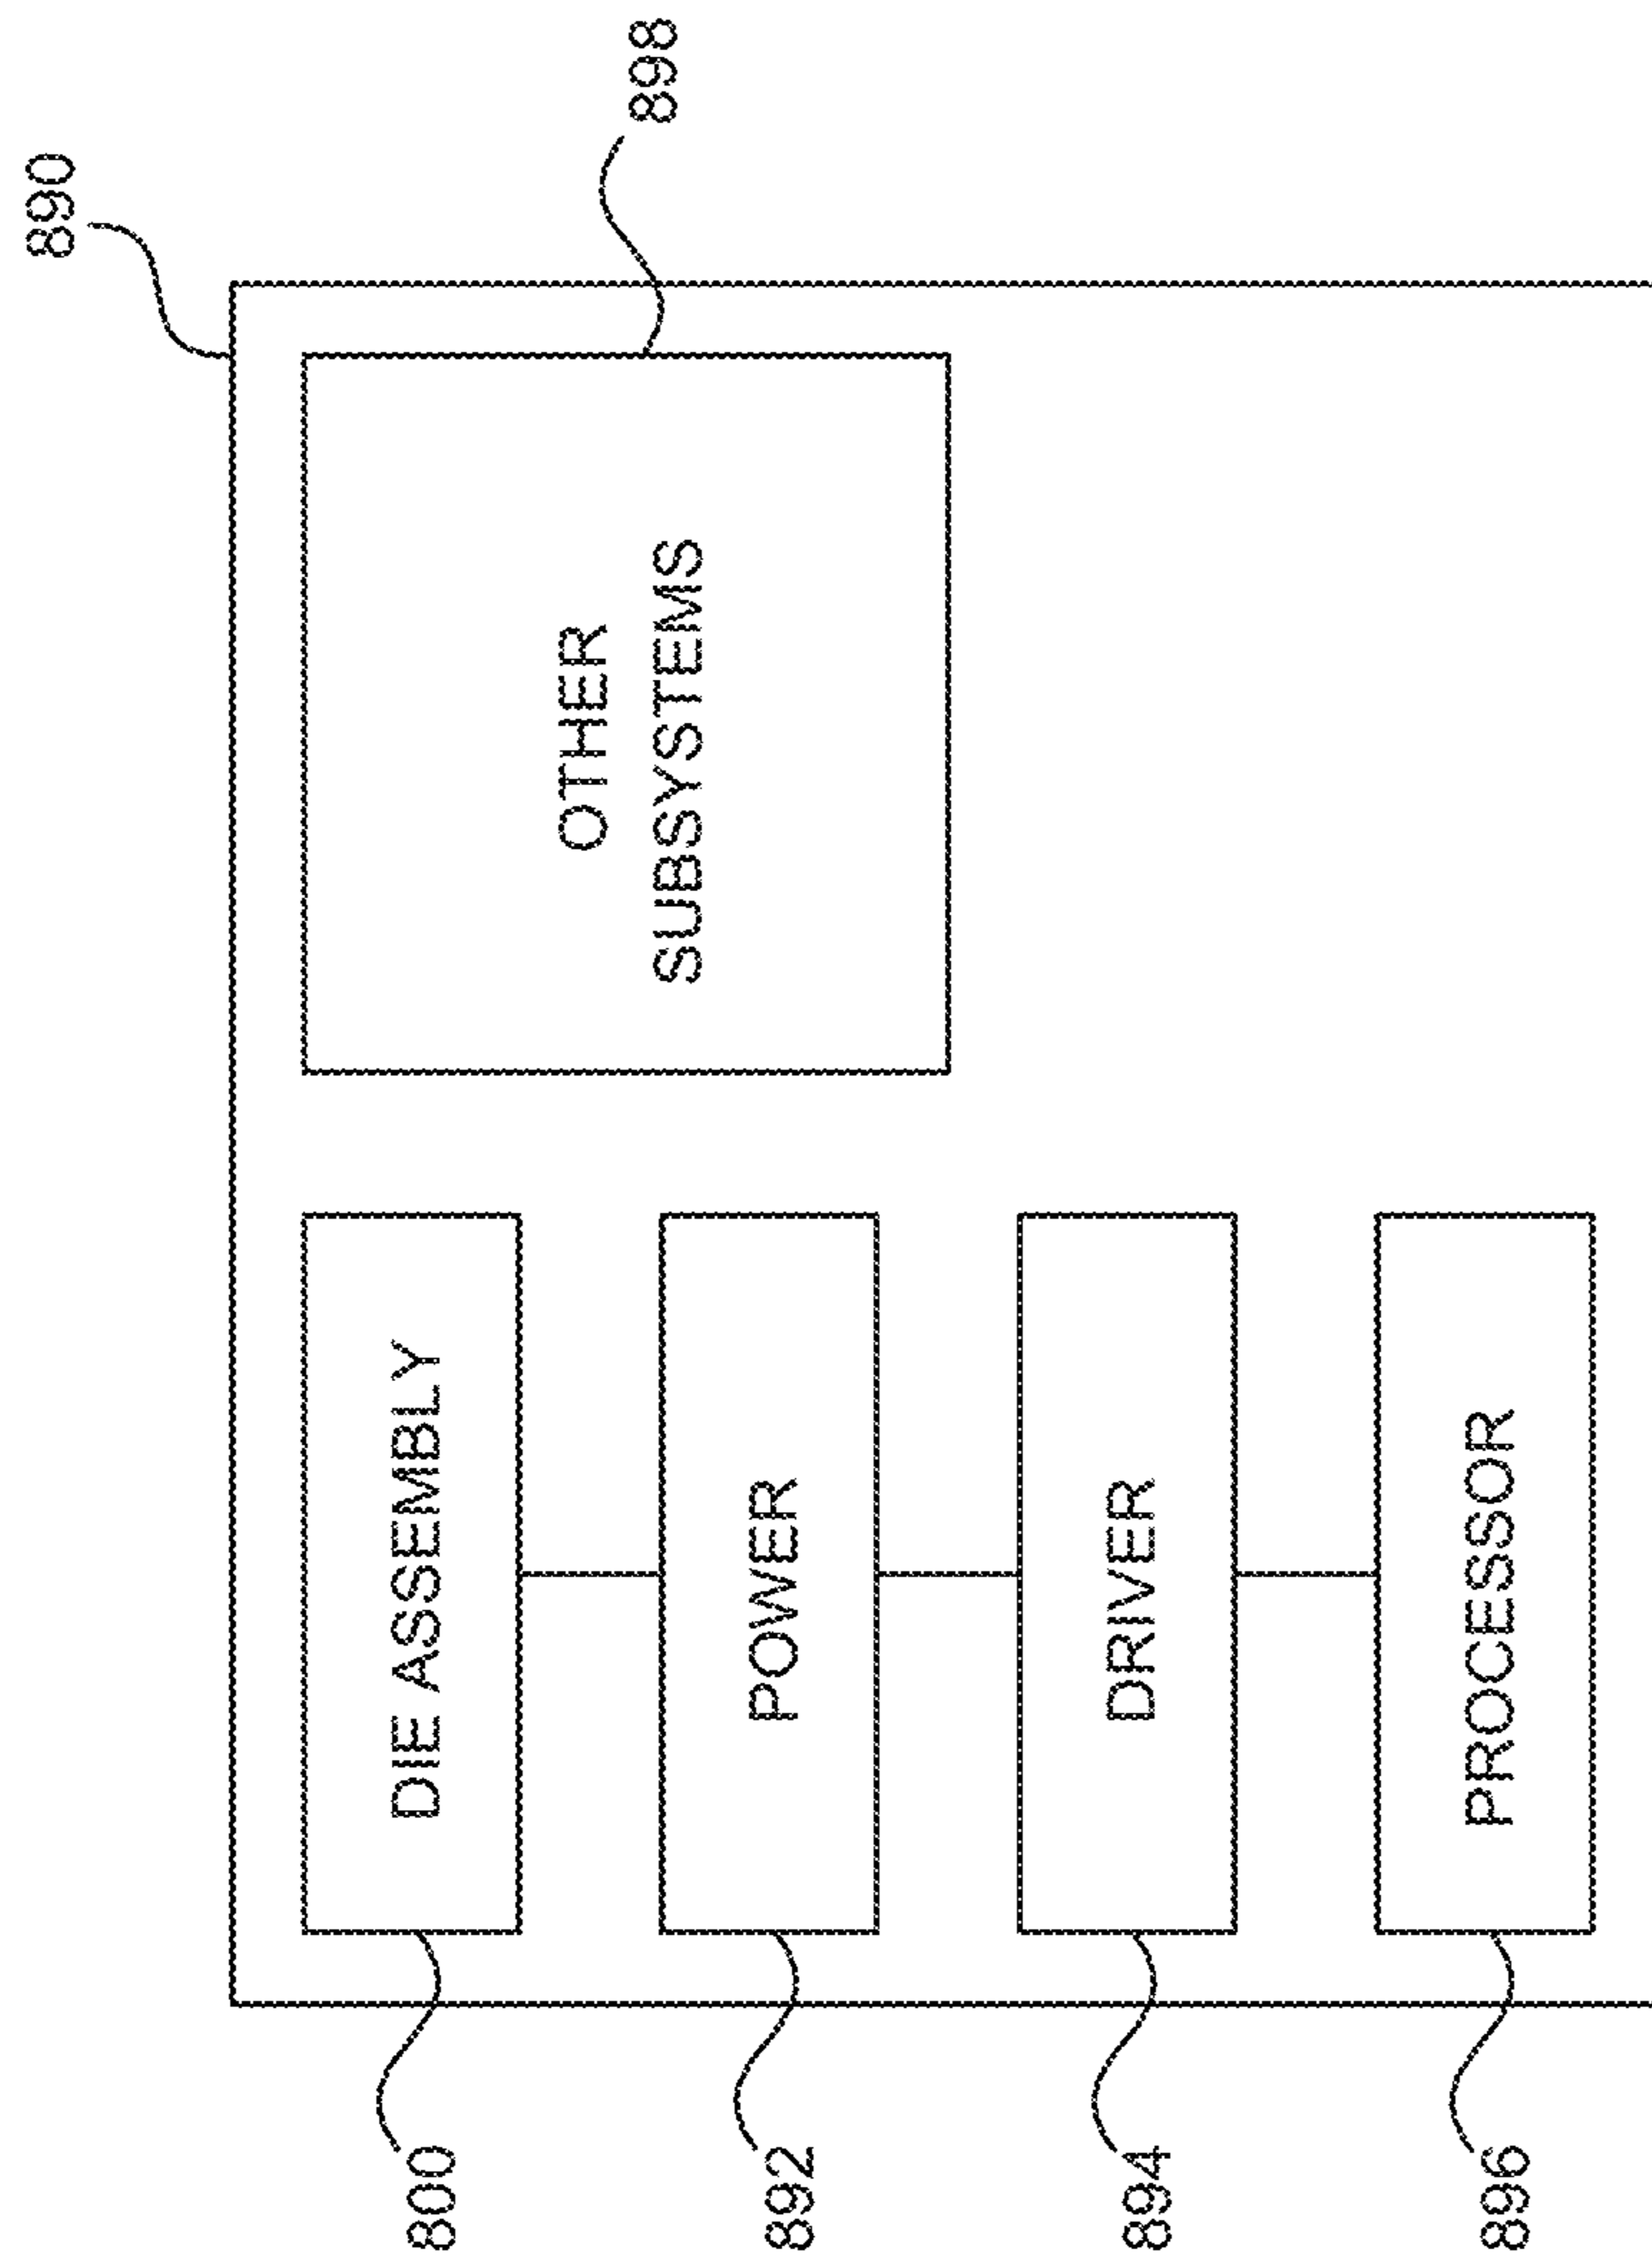 890
800
DIE ASSEMBLY
OTHER
SUBSYSTEMS
898
892
POWER
894
DRIVER
896
PROCESSOR